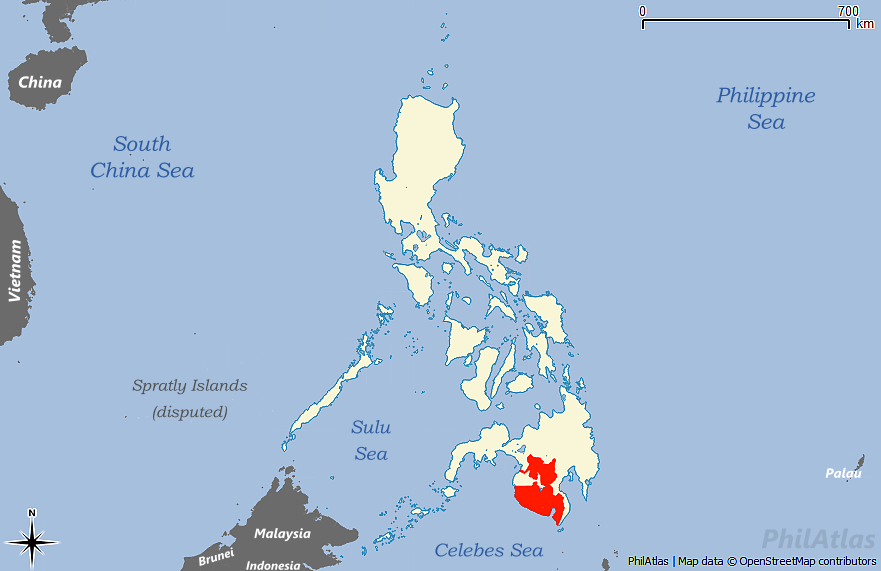 0 700
km
China
Philippine
Sea
South
China Sea
Vietnam
Spratly Islands
(disputed)
Sulu
Sea
Palau
N
Malaysia
Brunei
Indonesia
Celebes Sea
PhilAtlas
PhilAtlas | Map data © OpenStreetMap contributors